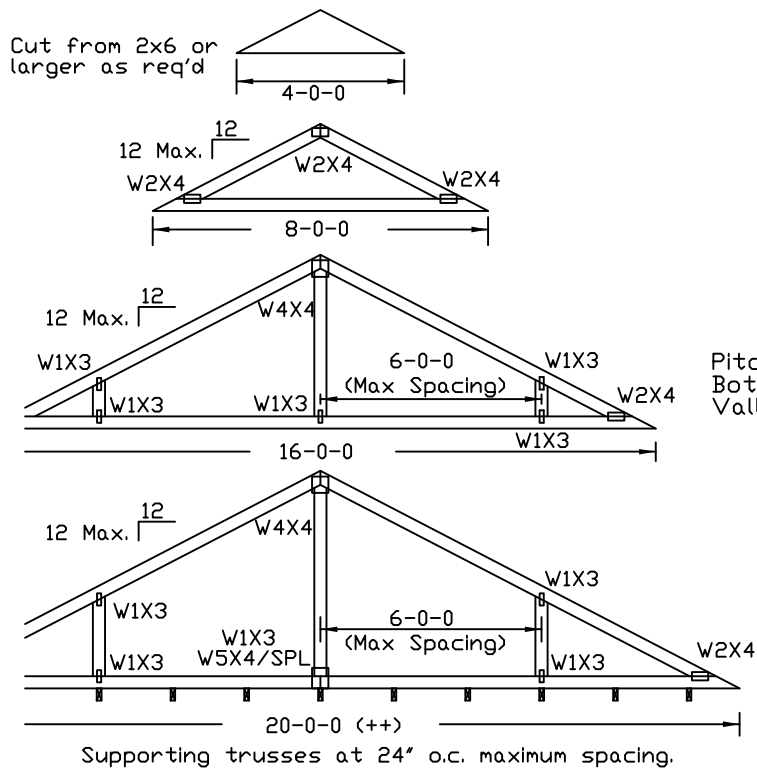 Cut from 2x6 or
larger as req'd
4-0-0
12
12 Max.
W2X4
W2X4
W2X4
8-0-0
12
12 Max.
W4X4
W1X3
6-0-0
(Max Spacing)
W1X3
W1X3
W1X3
W2X4
W1X3
16-0-0
Pitc
Bot
Vall
12
12 Max.
W4X4
W1X3
W1X3
6-0-0
(Max Spacing)
W1X3
W5X4/SPL
W1X3
W1X3
W2X4
20-0-0 (++)
Supporting trusses at 24" o.c. maximum spacing.